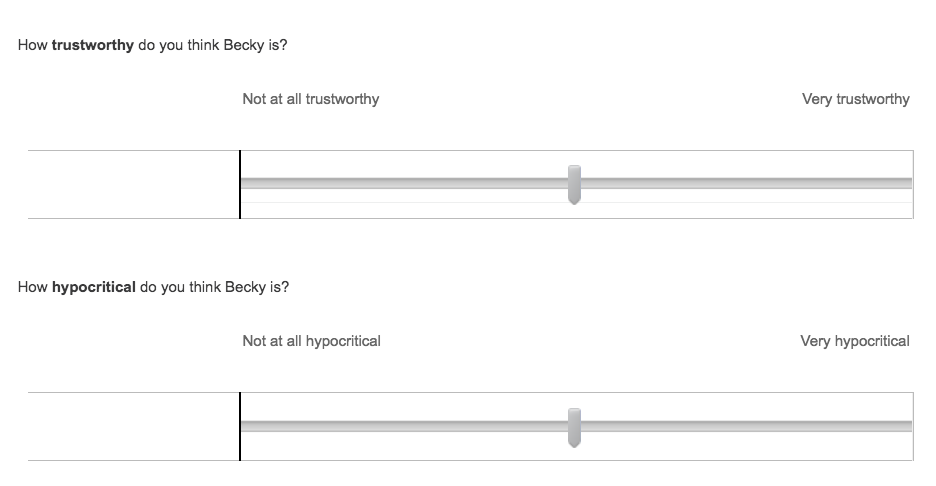 How trustworthy do you think Becky is?
Not at all trustworthy
Very trustworthy
How hypocritical do you think Becky is?
Not at all hypocritical
Very hypocritical